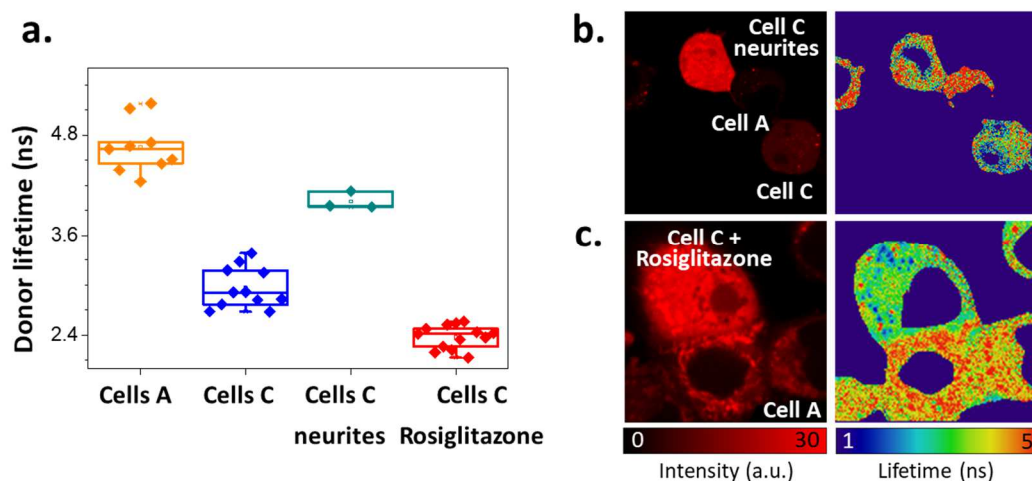 a.
Donor lifetime (ns)
4.8
3.6
2.4
Cells A
Cells C
Cells C
neurites
Cells C
Rosiglitazone
b.
Cell C
neurites
Cell A
Cell C
c.
Cell C +
Rosiglitazone
Cell A
0
30
Intensity (a.u.)
1
5
Lifetime (ns)